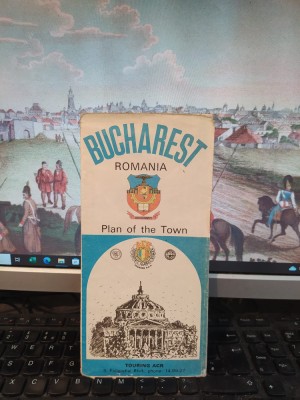 BUCHAREST
ROMANIA
Plan of the Town
TOURING ACR